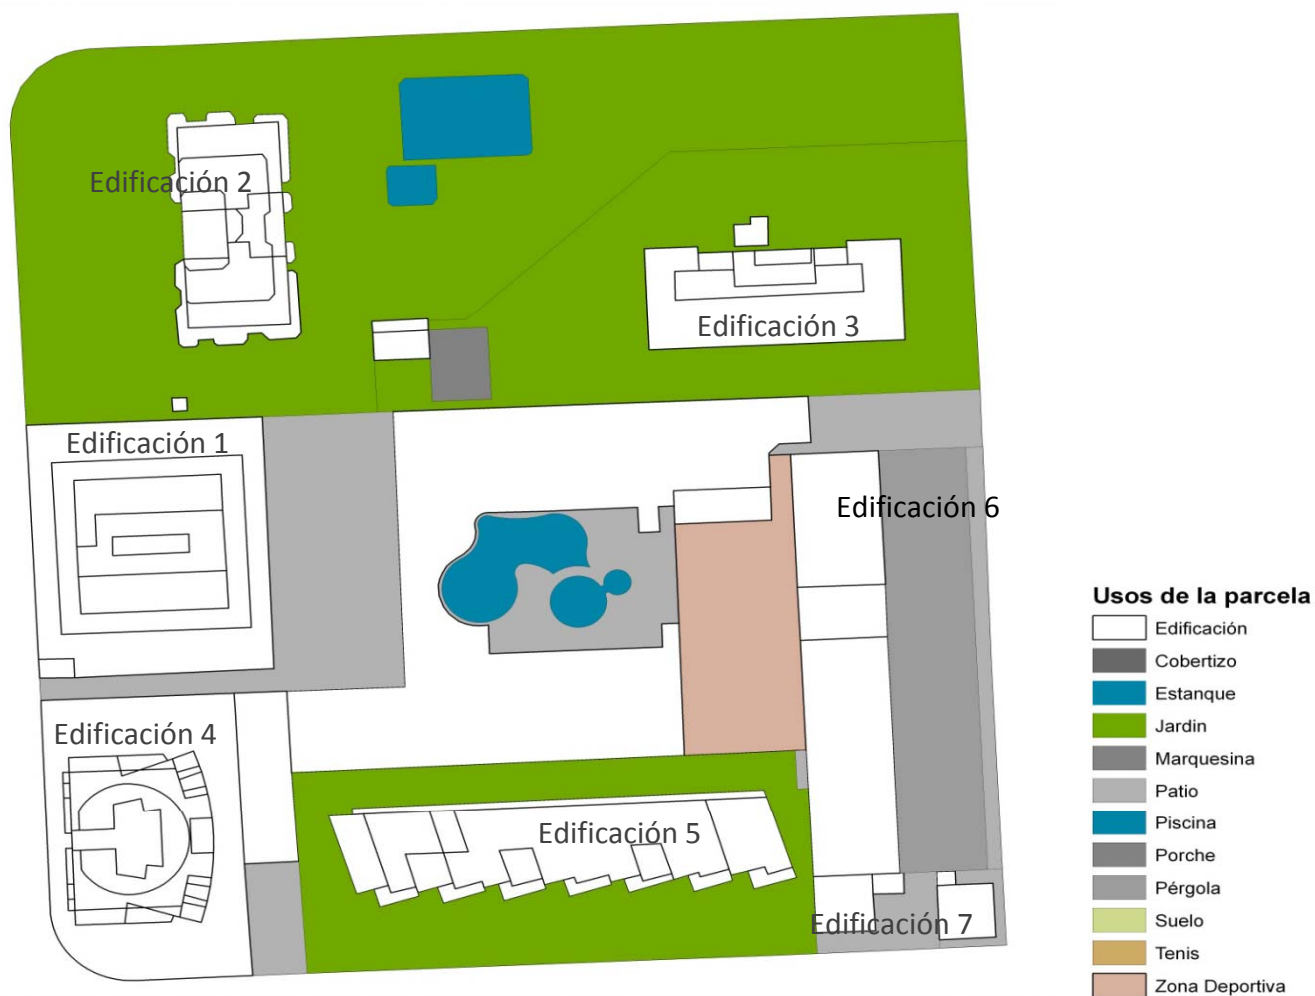 Edificación 2
Edificación 3
Edificación 1
Edificación 6
Edificación 4
Edificación 5
Edificación 7
Usos de la parcela
Edificación
Cobertizo
Estanque
Jardin
Marquesina
Patio
Piscina
Porche
Pérgola
Suelo
Tenis
Zona Deportiva